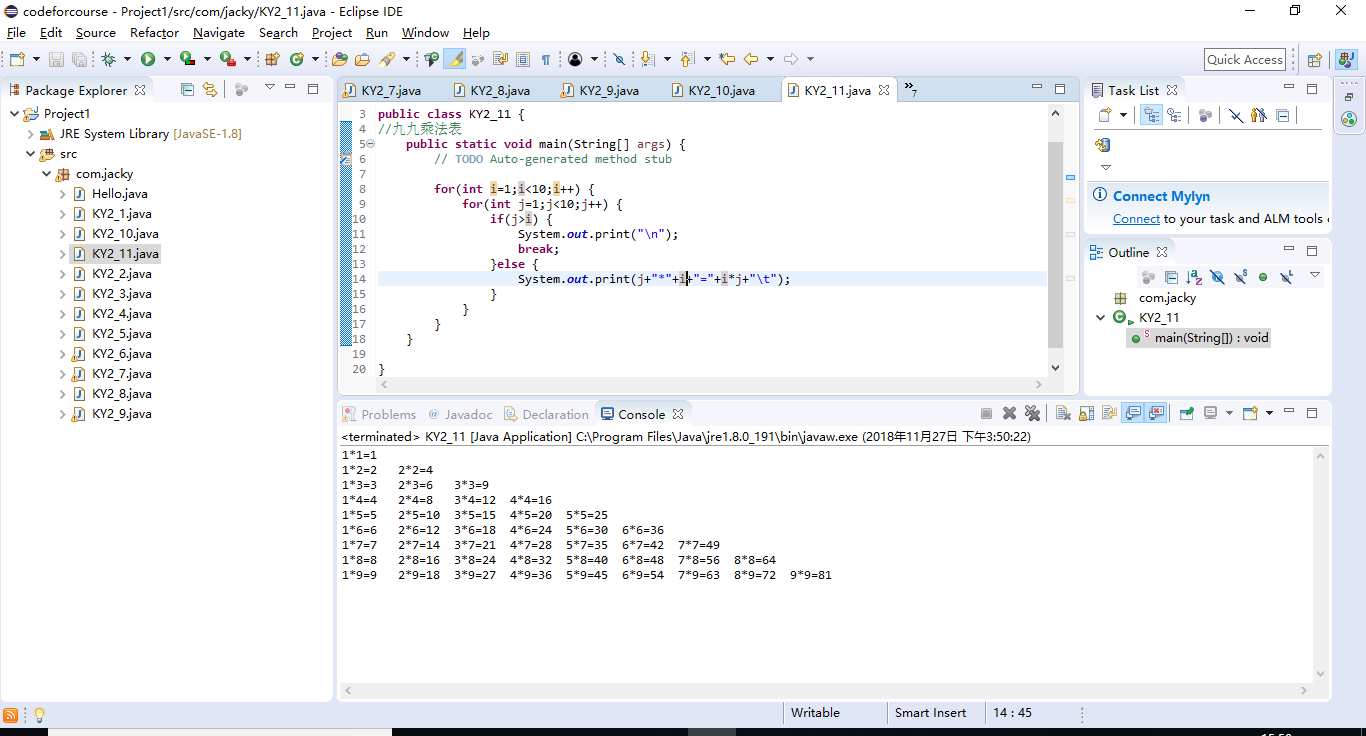 codeforcourse - Project1/src/com/jacky/KY2_11.java - Eclipse IDE
File Edit Source Refactor Navigate Search Project Run Window Help
Quick Access
Package Explorer
Project1
JRE System Library [JavaSE-1.8]
src
com.jacky
Hello.java
KY2_1.java
KY2_10.java
KY2_11.java
KY2_2.java
KY2_3.java
KY2_4.java
KY2_5.java
KY2_6.java
KY2_7.java
KY2_8.java
KY2_9.java
KY2_7.java KY2_8.java KY2_9.java KY2_10.java KY2_11.java »7
3 public class KY2_11 {
4 //九九乘法表
5 public static void main(String[] args) {
6 // TODO Auto-generated method stub
7
8 for(int i=1;i<10;i++) {
9 for(int j=1;j<10;j++) {
10 if(j>i) {
11 System.out.print("\n");
12 break;
13 }else {
14 System.out.print(j+"*"+i+"="+i*j+"\t");
15 }
16 }
17 }
18 }
19
20 }
Task List
Connect Mylyn
Connect to your task and ALM tools
Outline
com.jacky
KY2_11
main(String[]) : void
Problems @ Javadoc Declaration Console
<terminated> KY2_11 [Java Application] C:\Program Files\Java\jre1.8.0_191\bin\javaw.exe (2018年11月27日 下午3:50:22)
1*1=1
1*2=2 2*2=4
1*3=3 2*3=6 3*3=9
1*4=4 2*4=8 3*4=12 4*4=16
1*5=5 2*5=10 3*5=15 4*5=20 5*5=25
1*6=6 2*6=12 3*6=18 4*6=24 5*6=30 6*6=36
1*7=7 2*7=14 3*7=21 4*7=28 5*7=35 6*7=42 7*7=49
1*8=8 2*8=16 3*8=24 4*8=32 5*8=40 6*8=48 7*8=56 8*8=64
1*9=9 2*9=18 3*9=27 4*9=36 5*9=45 6*9=54 7*9=63 8*9=72 9*9=81
Writable Smart Insert 14 : 45